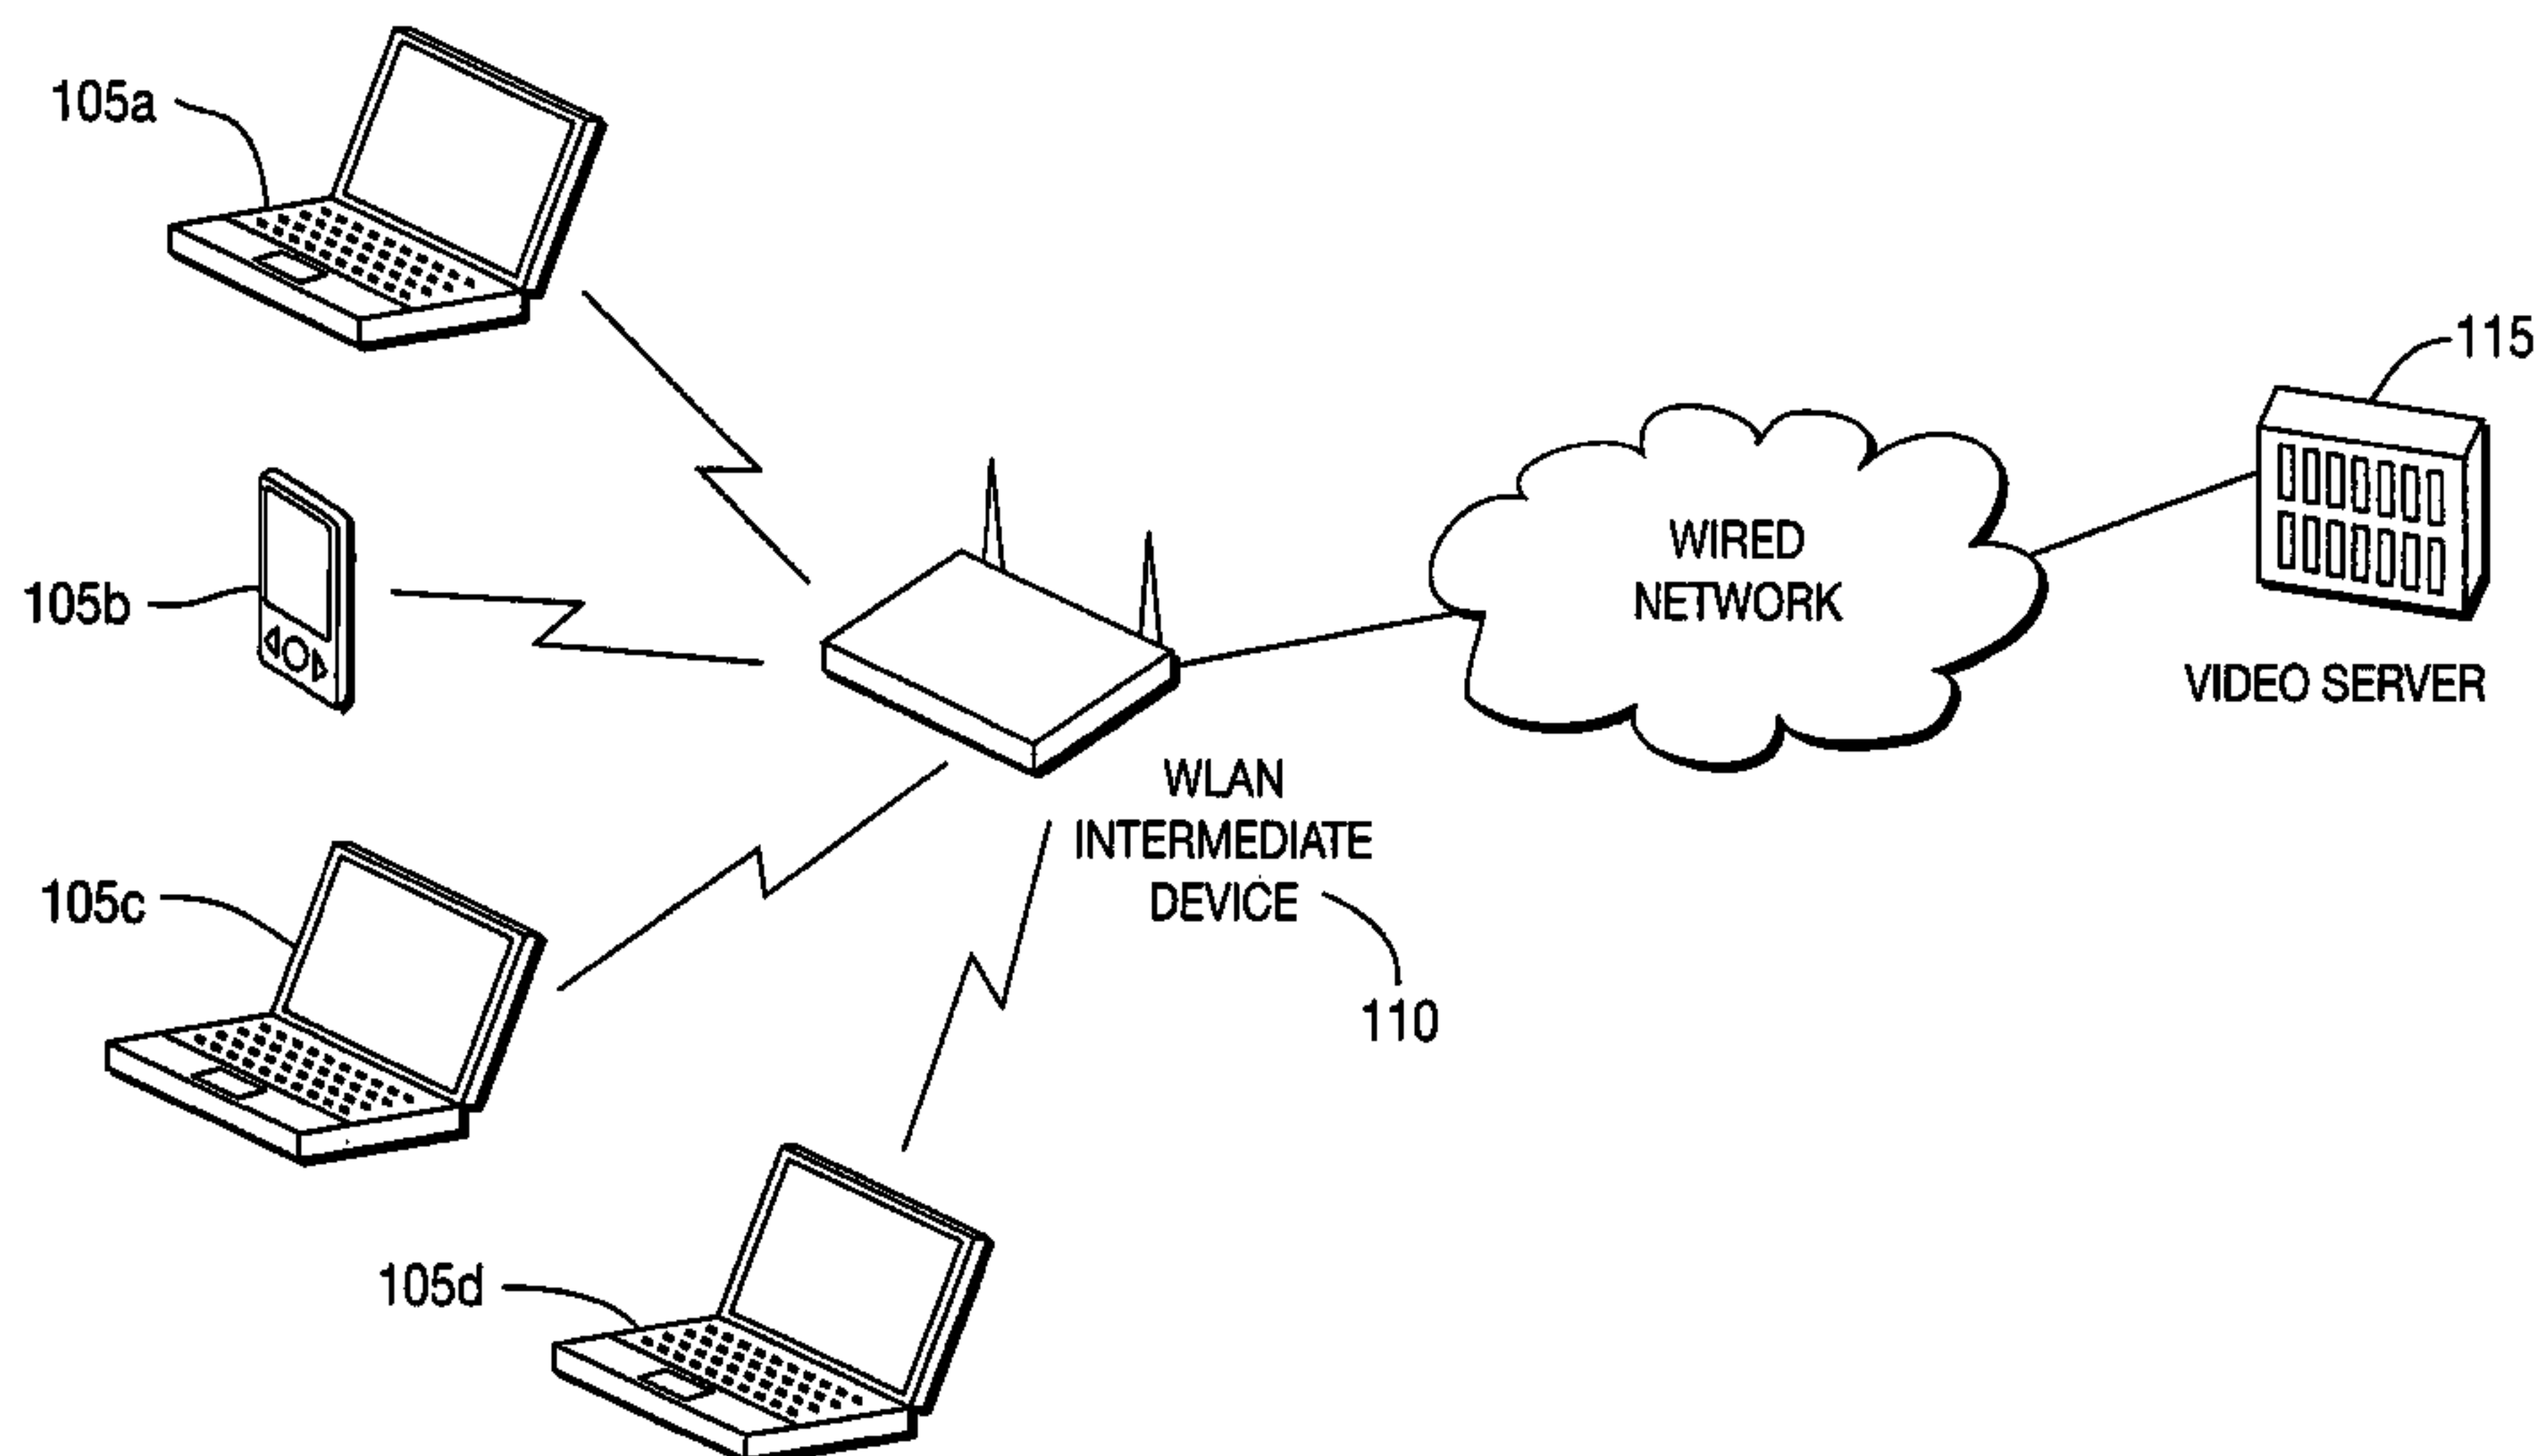 105a
115
WIRED
NETWORK
105b
VIDEO SERVER
WLAN
INTERMEDIATE
DEVICE
105c
110
105d